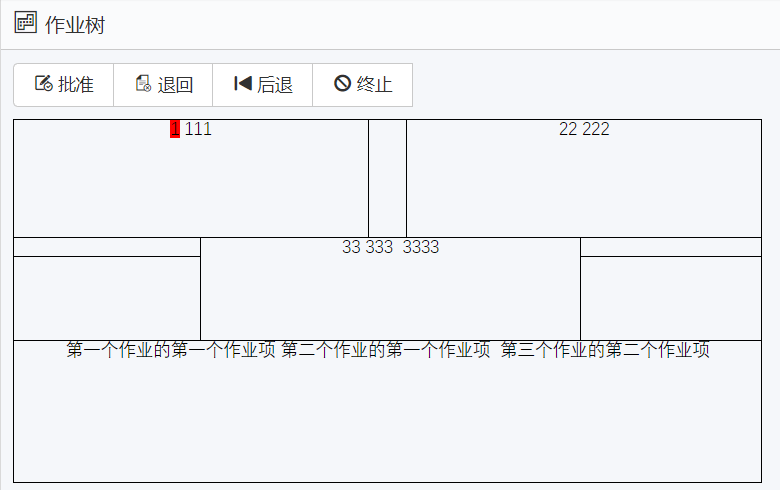 作业树
批准 退回 后退 终止
1 111 22 222
33 333 3333
第一个作业的第一个作业项 第二个作业的第一个作业项 第三个作业的第二个作业项